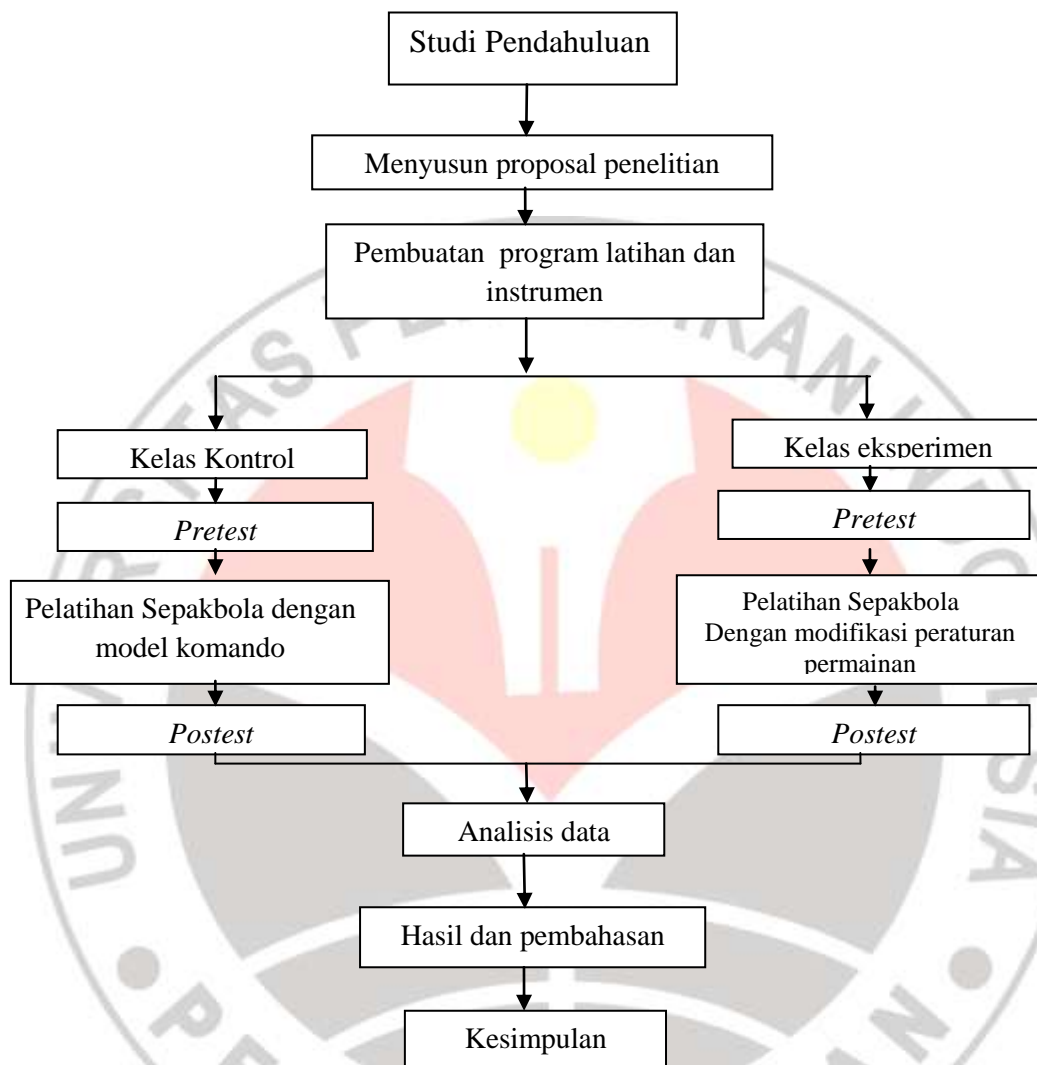 Studi Pendahuluan
Menyusun proposal penelitian
Pembuatan program latihan dan
instrumen
Kelas Kontrol
Kelas eksperimen
Pretest
Pretest
Pelatihan Sepakbola dengan
model komando
Pelatihan Sepakbola
Dengan modifikasi peraturan
permainan
Postest
Postest
Analisis data
Hasil dan pembahasan
Kesimpulan